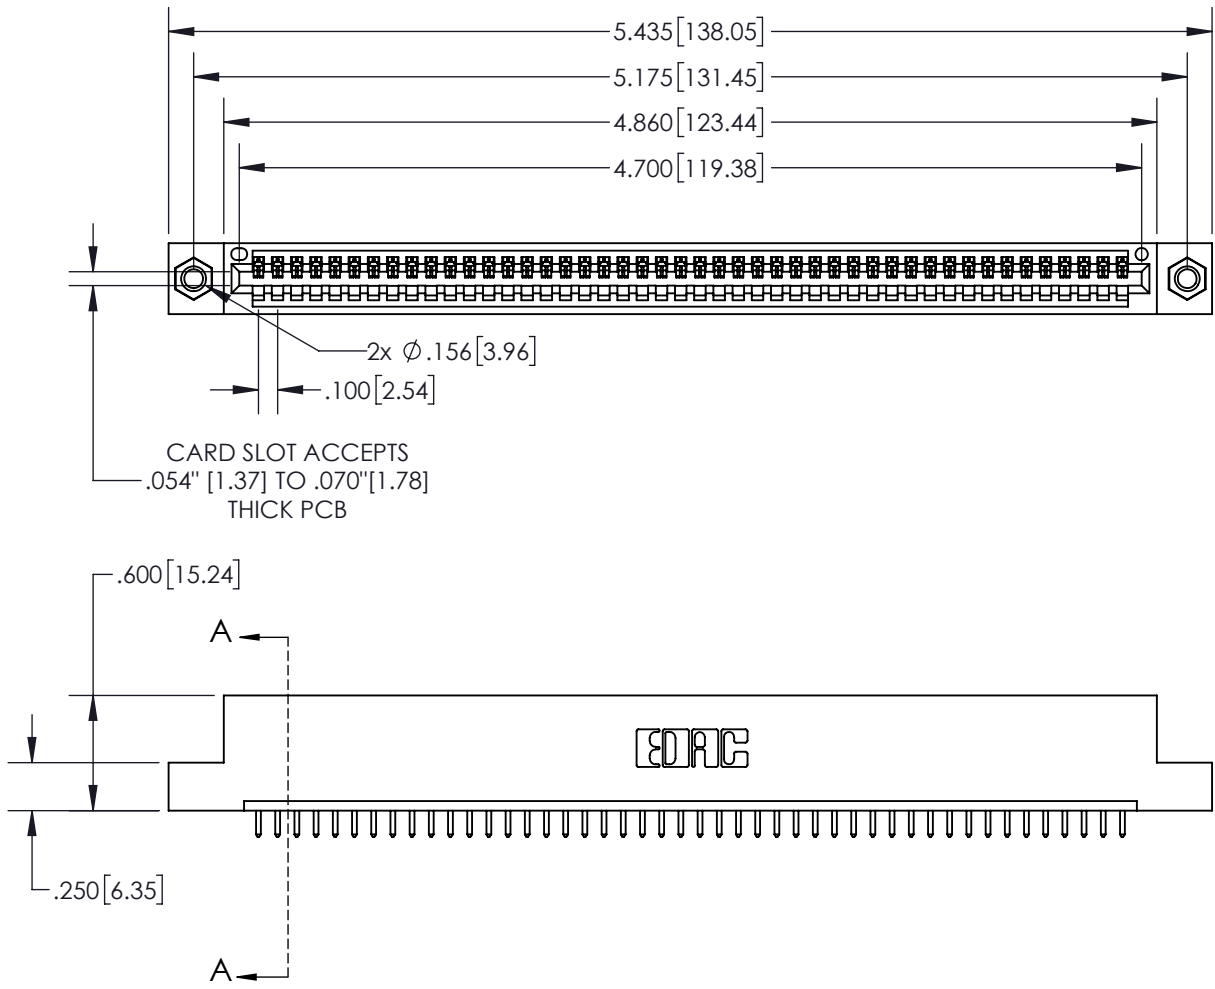 5.435[138.05]
5.175[131.45]
4.860[123.44]
4.700[119.38]
2x Ø.156[3.96]
.100[2.54]
CARD SLOT ACCEPTS
.054" [1.37] TO .070"[1.78]
THICK PCB
.600[15.24]
A
EDAC
.250[6.35]
A